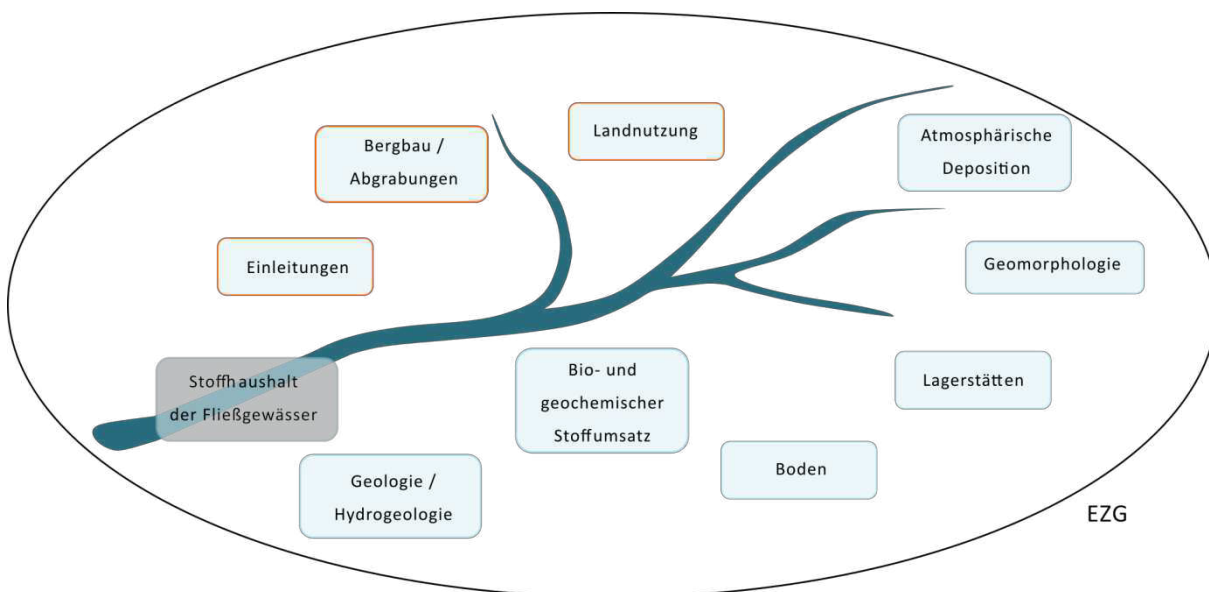 Landnutzung
Bergbau /
Abgrabungen
Atmosphärische
Deposition
Einleitungen
Geomorphologie
Stoffhaushalt
der Fließgewässer
Bio- und
geochemischer
Stoffumsatz
Lagerstätten
Geologie /
Hydrogeologie
Boden
EZG